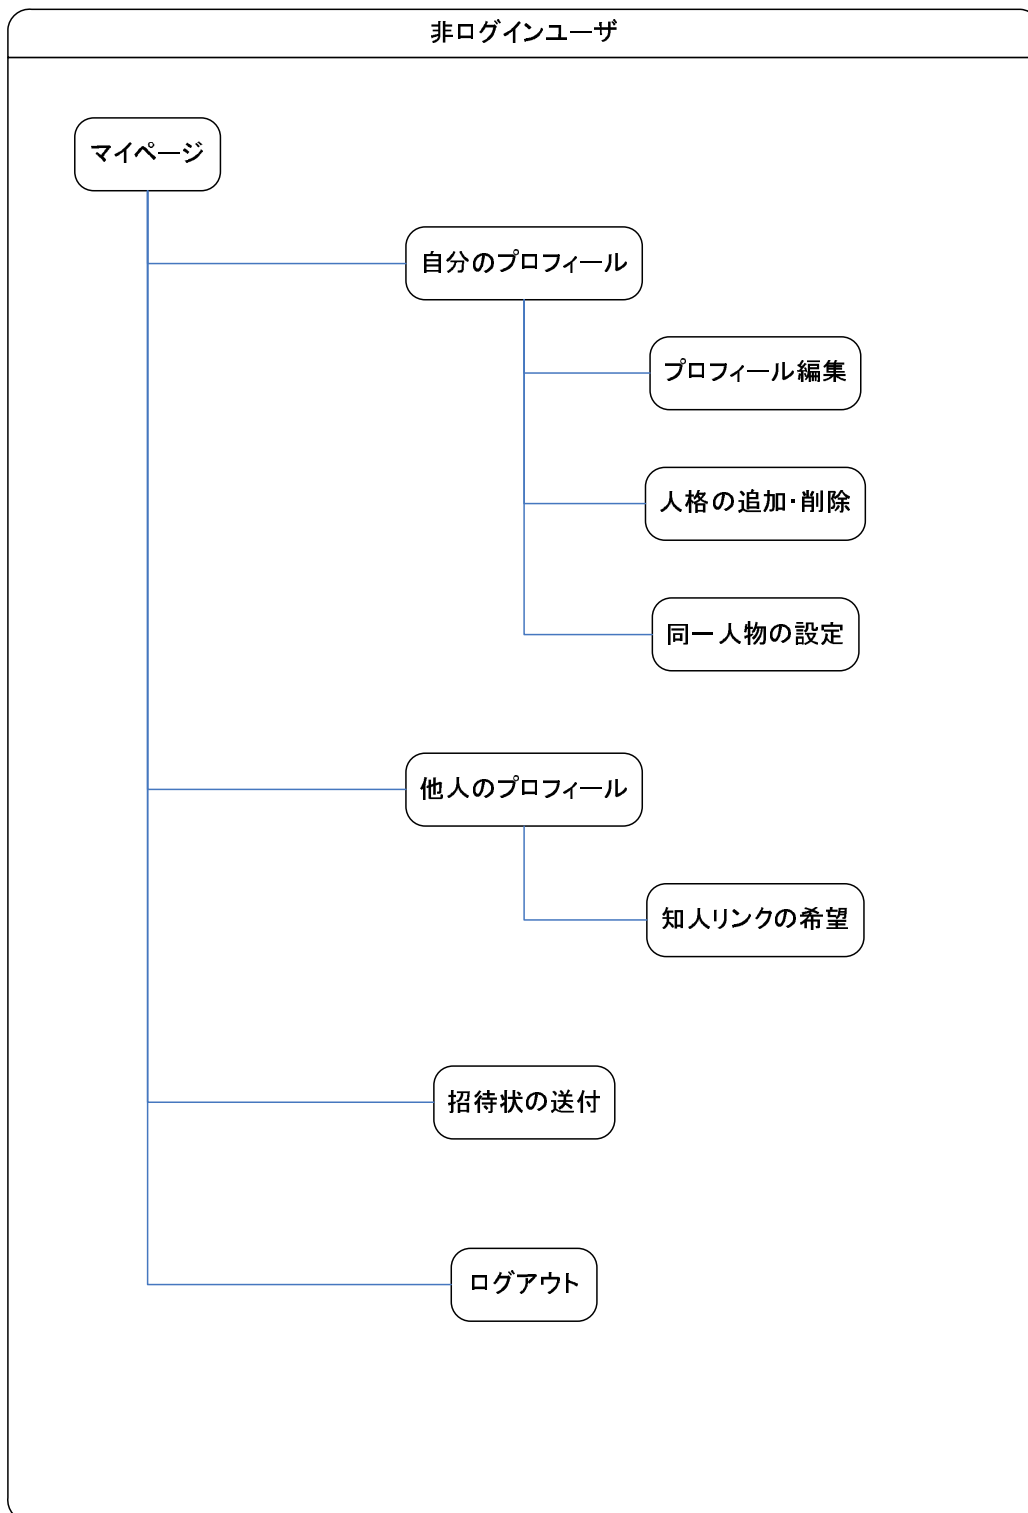 非ログインユーザ
マイページ
自分のプロフィール
プロフィール編集
人格の追加・削除
同一人物の設定
他人のプロフィール
知人リンクの希望
招待状の送付
ログアウト